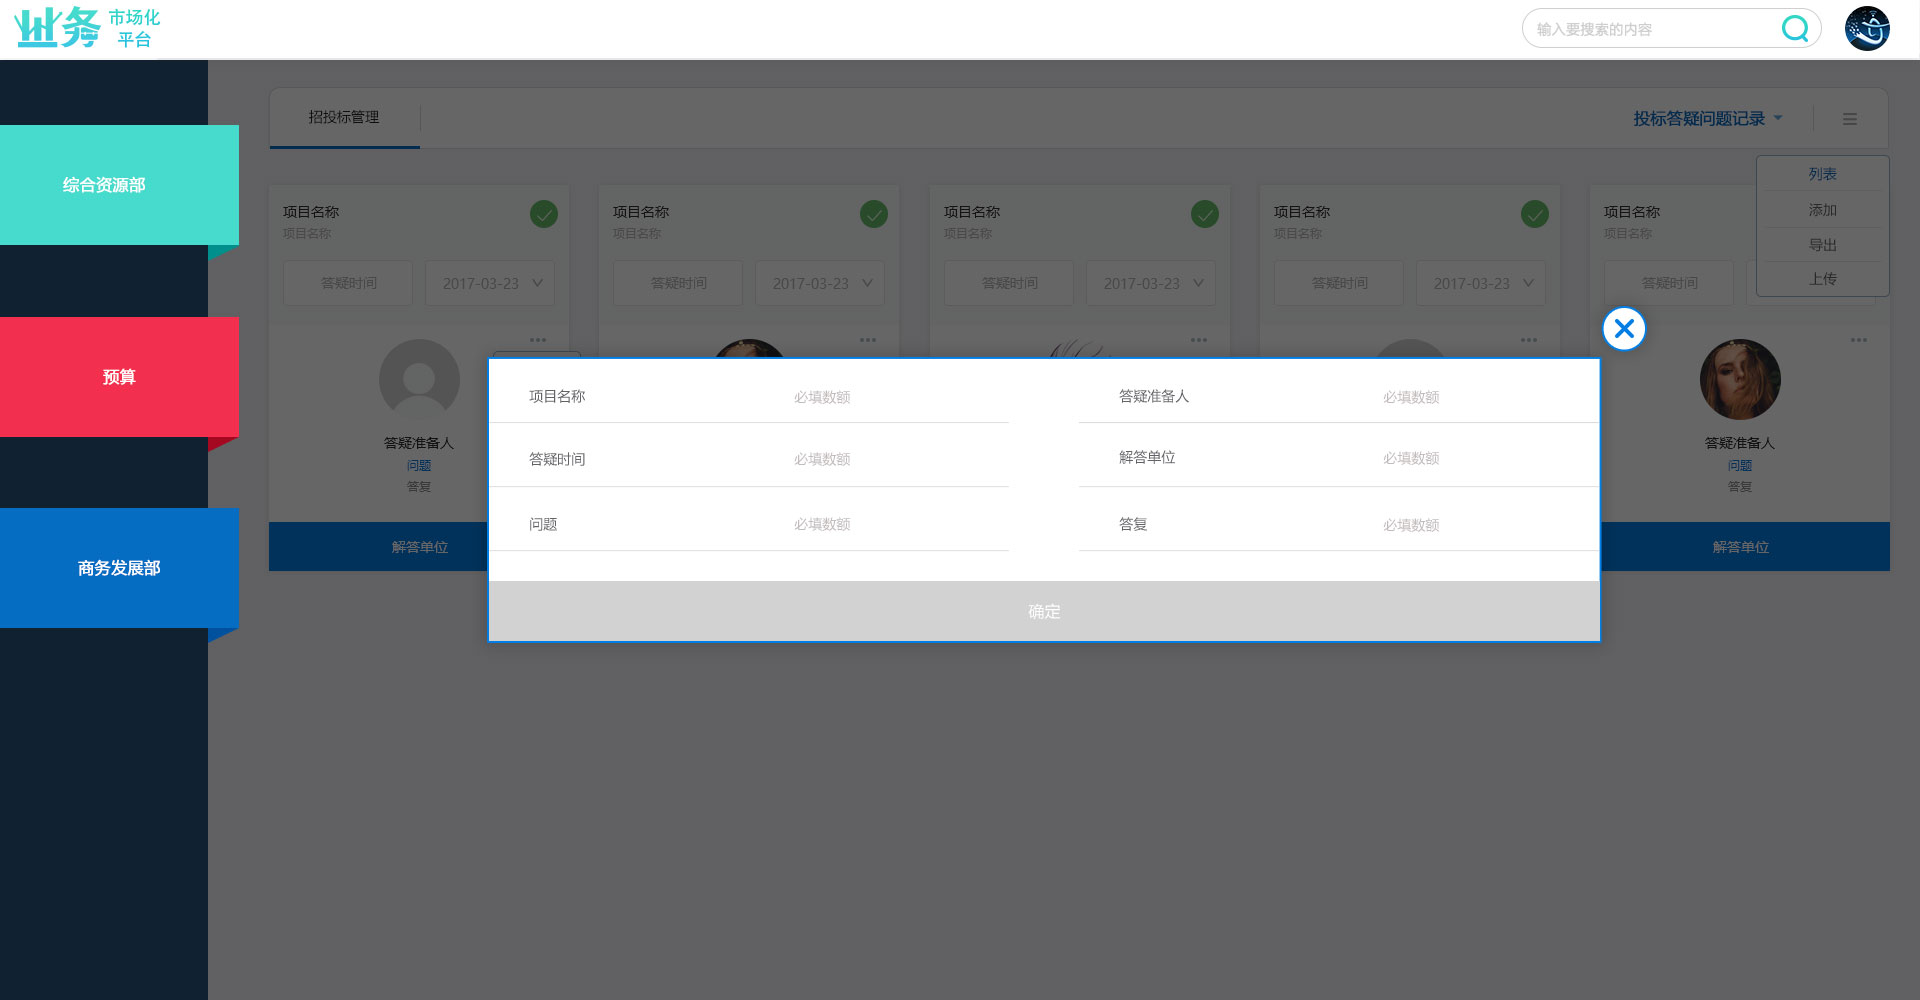 业务 市场化
平台
输入要搜索的内容
综合资源部
预算
商务发展部
招投标管理
投标答疑问题记录
列表
添加
导出
上传
项目名称 项目名称 项目名称 项目名称 项目名称
项目名称 项目名称 项目名称 项目名称 项目名称
答疑时间 2017-03-23 答疑时间 2017-03-23 答疑时间 2017-03-23 答疑时间 2017-03-23 答疑时间
答疑准备人 答疑准备人
问题 问题
答复 答复
解答单位 解答单位
项目名称 必填数额 答疑准备人 必填数额
答疑时间 必填数额 解答单位 必填数额
问题 必填数额 答复 必填数额
确定